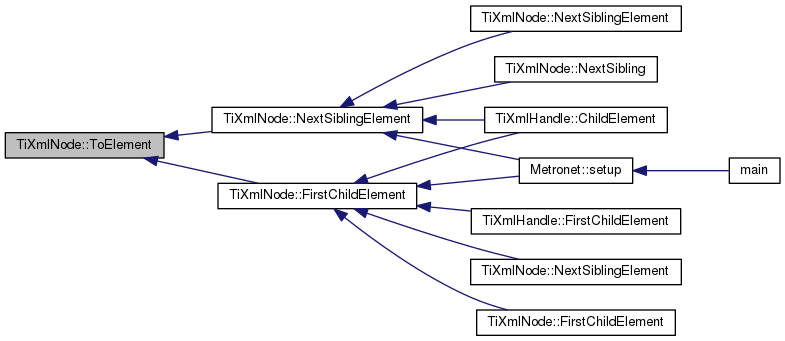 TiXmlNode::NextSiblingElement
TiXmlNode::NextSibling
TiXmlNode::NextSiblingElement
TiXmlHandle::ChildElement
TiXmlNode::ToElement
Metronet::setup
main
TiXmlNode::FirstChildElement
TiXmlHandle::FirstChildElement
TiXmlNode::NextSiblingElement
TiXmlNode::FirstChildElement